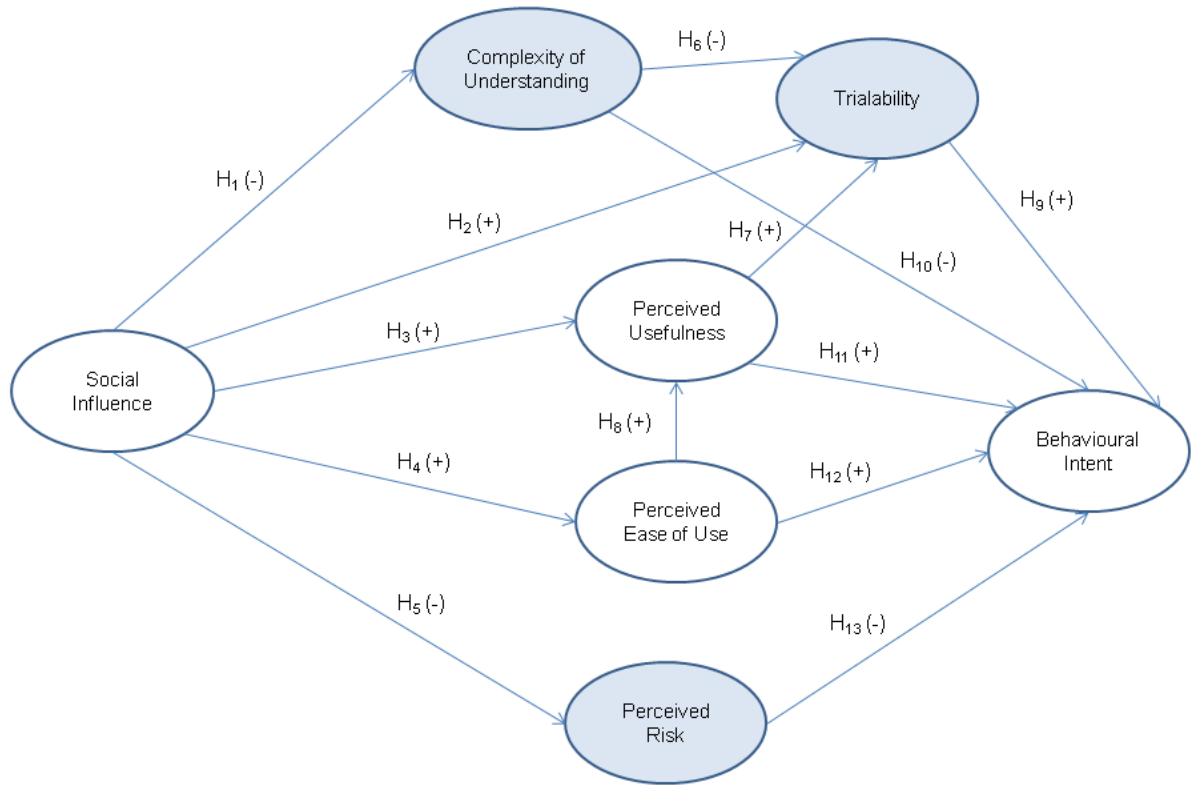 Complexity of
Understanding
H₆ (-)
Trialability
H₁ (-)
H₂ (+)
H₇ (+)
H₉ (+)
H₁₀ (-)
Perceived
Usefulness
H₃ (+)
H₁₁ (+)
Social
Influence
H₈ (+)
Behavioural
Intent
H₄ (+)
H₁₂ (+)
Perceived
Ease of Use
H₅ (-)
H₁₃ (-)
Perceived
Risk